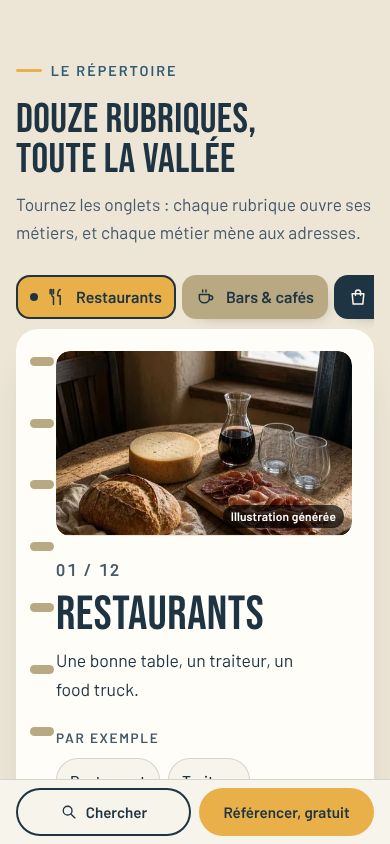 LE RÉPERTOIRE
DOUZE RUBRIQUES,
TOUTE LA VALLÉE
Tournez les onglets : chaque rubrique ouvre ses
métiers, et chaque métier mène aux adresses.
Restaurants
Bars & cafés
Illustration générée
01 / 12
RESTAURANTS
Une bonne table, un traiteur, un
food truck.
PAR EXEMPLE
Chercher
Référencer, gratuit